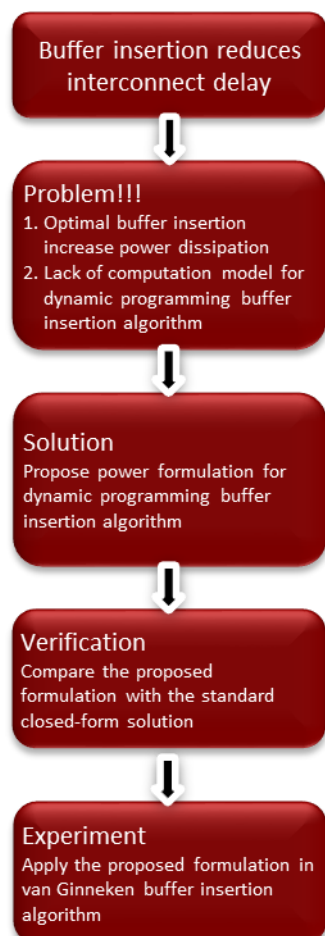 Buffer insertion reduces
interconnect delay
Problem!!!
1. Optimal buffer insertion
increase power dissipation
2. Lack of computation model for
dynamic programming buffer
insertion algorithm
Solution
Propose power formulation for
dynamic programming buffer
insertion algorithm
Verification
Compare the proposed
formulation with the standard
closed-form solution
Experiment
Apply the proposed formulation in
van Ginneken buffer insertion
algorithm